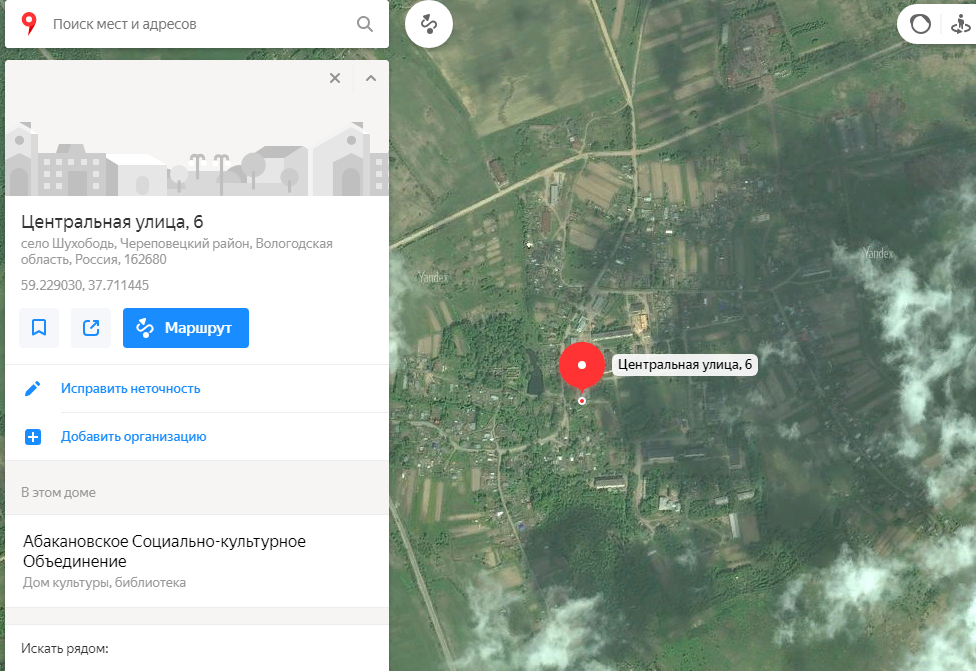 Поиск мест и адресов
Центральная улица, 6
село Шухободь, Череповецкий район, Вологодская
область, Россия, 162680
59.229030, 37.711445
Маршрут
Исправить неточность
Добавить организацию
В этом доме
Абакановское Социально-культурное
Объединение
Дом культуры, библиотека
Искать рядом:
Yandex
Yandex
Центральная улица, 6